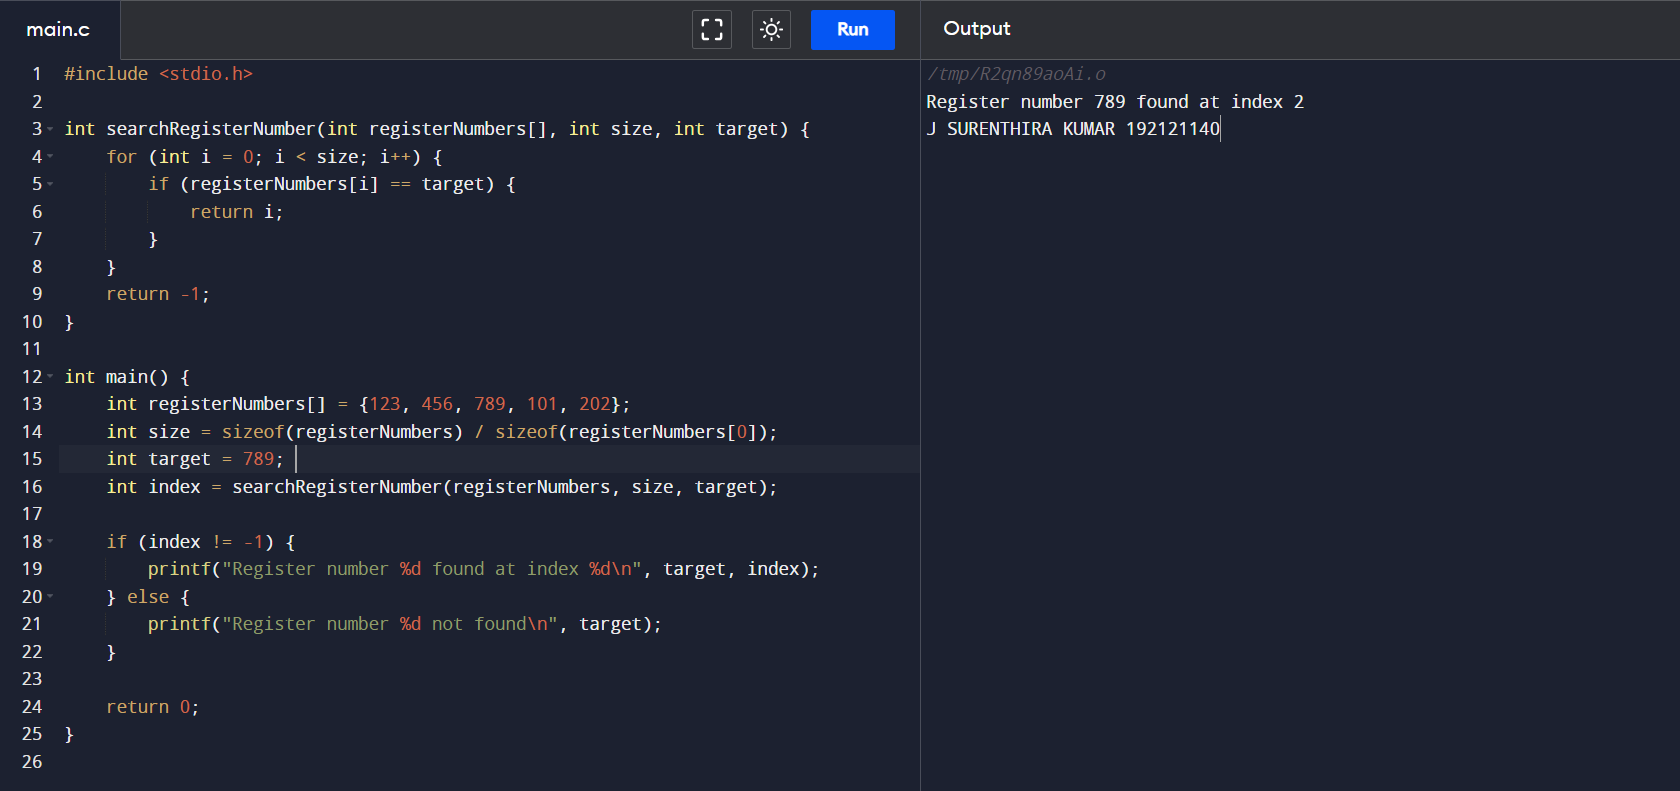 main.c
Run
Output
1 #include <stdio.h>
2
3 int searchRegisterNumber(int registerNumbers[], int size, int target) {
4     for (int i = 0; i < size; i++) {
5         if (registerNumbers[i] == target) {
6             return i;
7         }
8     }
9     return -1;
10 }
11
12 int main() {
13     int registerNumbers[] = {123, 456, 789, 101, 202};
14     int size = sizeof(registerNumbers) / sizeof(registerNumbers[0]);
15     int target = 789;
16     int index = searchRegisterNumber(registerNumbers, size, target);
17
18     if (index != -1) {
19         printf("Register number %d found at index %d\n", target, index);
20     } else {
21         printf("Register number %d not found\n", target);
22     }
23
24     return 0;
25 }
26
/tmp/R2qn89aoAi.o
Register number 789 found at index 2
J SURENTHIRA KUMAR 192121140